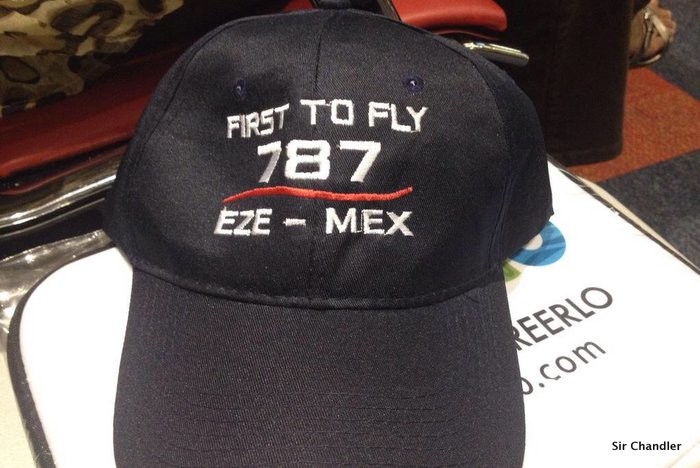 FIRST TO FLY
787
EZE - MEX
REERLO
o.com
Sir Chandler